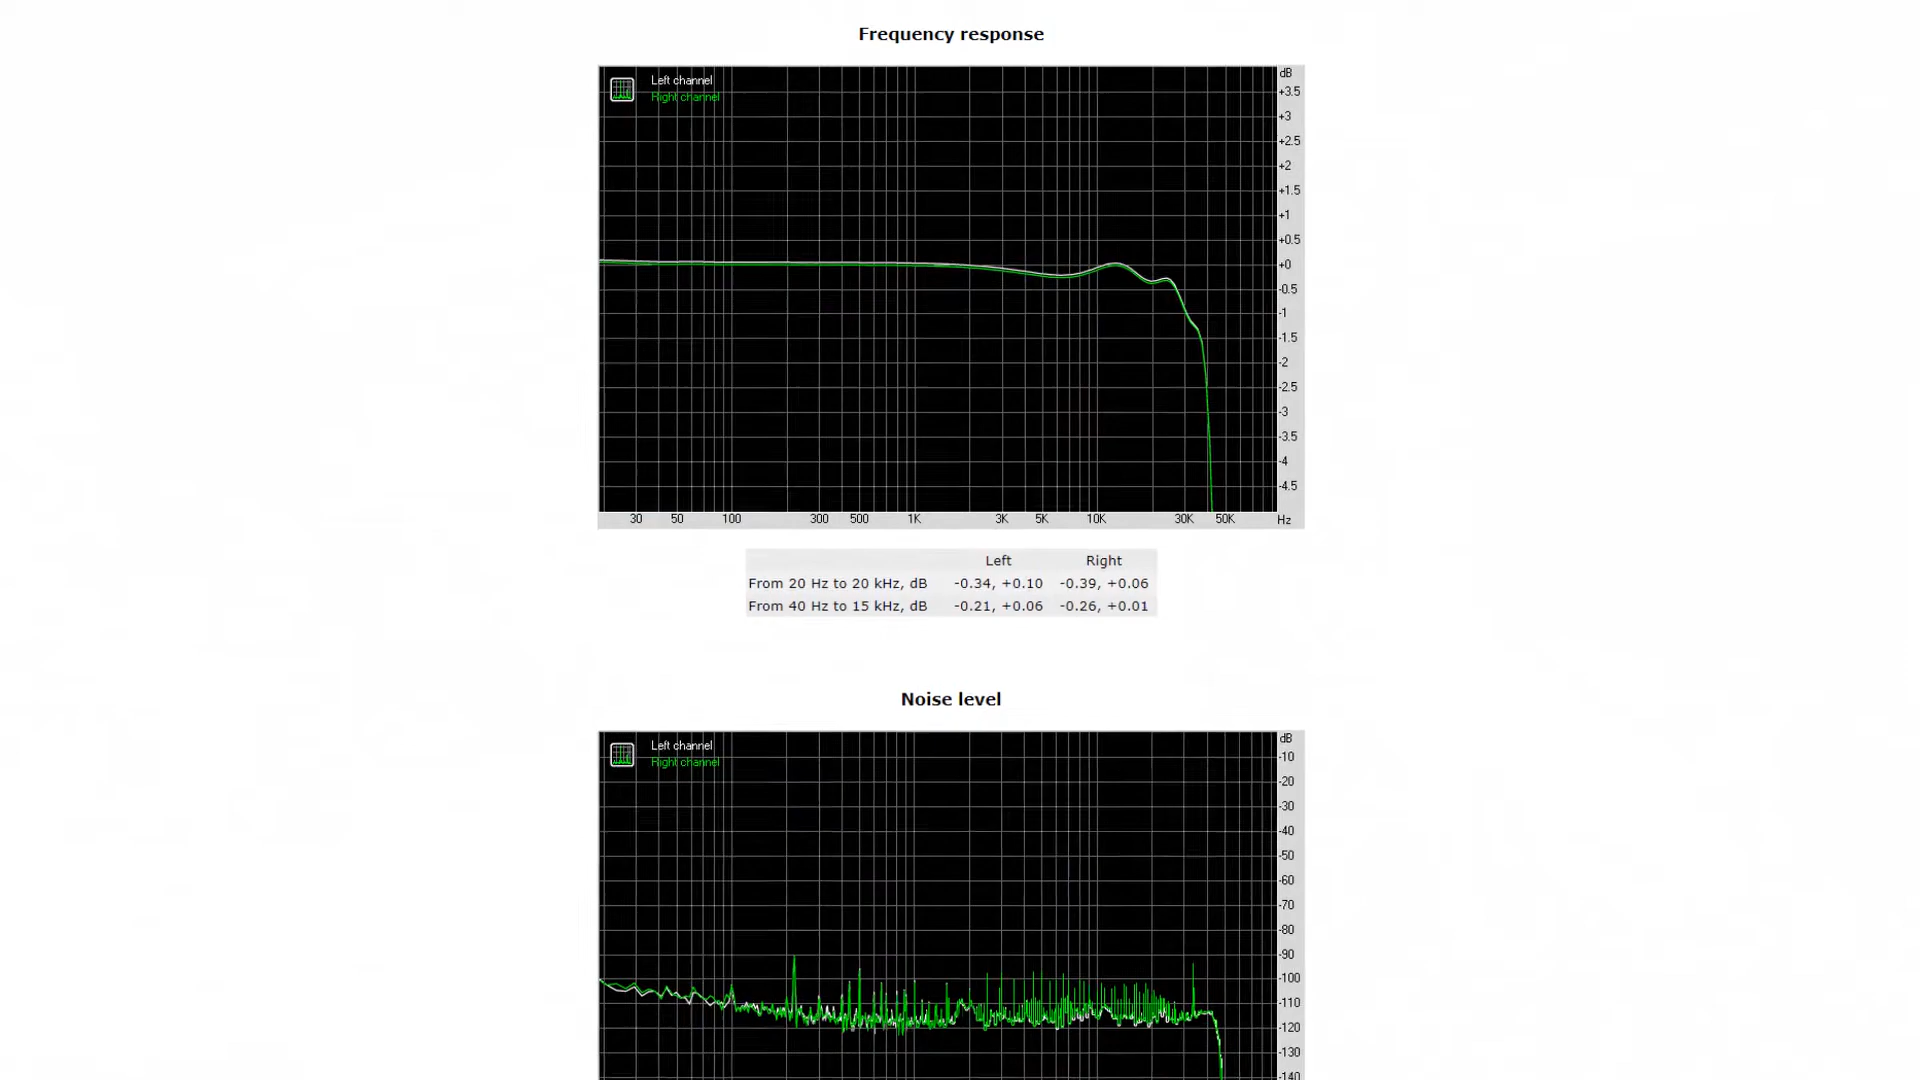 Frequency response
Left channel
Right channel
dB
+3.5
+3
+2.5
+2
+1.5
+1
+0.5
+0
-0.5
-1
-1.5
-2
-2.5
-3
-3.5
-4
-4.5
30 50 100 300 500 1K 3K 5K 10K 30K 50K Hz
Left Right
From 20 Hz to 20 kHz, dB -0.34, +0.10 -0.39, +0.06
From 40 Hz to 15 kHz, dB -0.21, +0.06 -0.26, +0.01
Noise level
Left channel
Right channel
dB
-10
-20
-30
-40
-50
-60
-70
-80
-90
-100
-110
-120
-130
-140